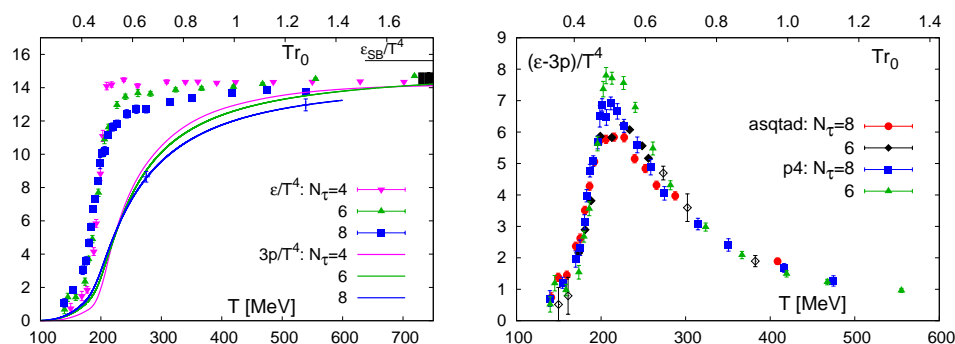 0.4 0.6 0.8 1 1.2 1.4
Tr₀
ε_SB/T⁴
16
14
12
10
8
6
4
2
0
ε/T⁴: Nτ=4
6
8
3p/T⁴: Nτ=4
6
8
T [MeV]
100 200 300 400 500 600 700
0.4 0.6 0.8 1 1.2 1.4
(ε-3p)/T⁴
Tr₀
9
8
7
6
5
4
3
2
1
0
asqtad: Nτ=8
6
p4: Nτ=8
6
T [MeV]
100 200 300 400 500 600